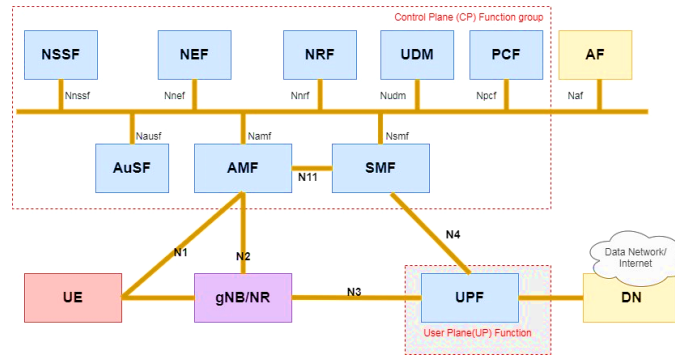 Control Plane (CP) Function group
NSSF
NEF
NRF
UDM
PCF
AF
Nnssf
Nnef
Nnrf
Nudm
Npcf
Naf
Nausf
Namf
Nsmf
AuSF
AMF
SMF
N11
N1
N2
N4
Data Network/
Internet
UE
gNB/NR
N3
UPF
DN
User Plane(UP) Function